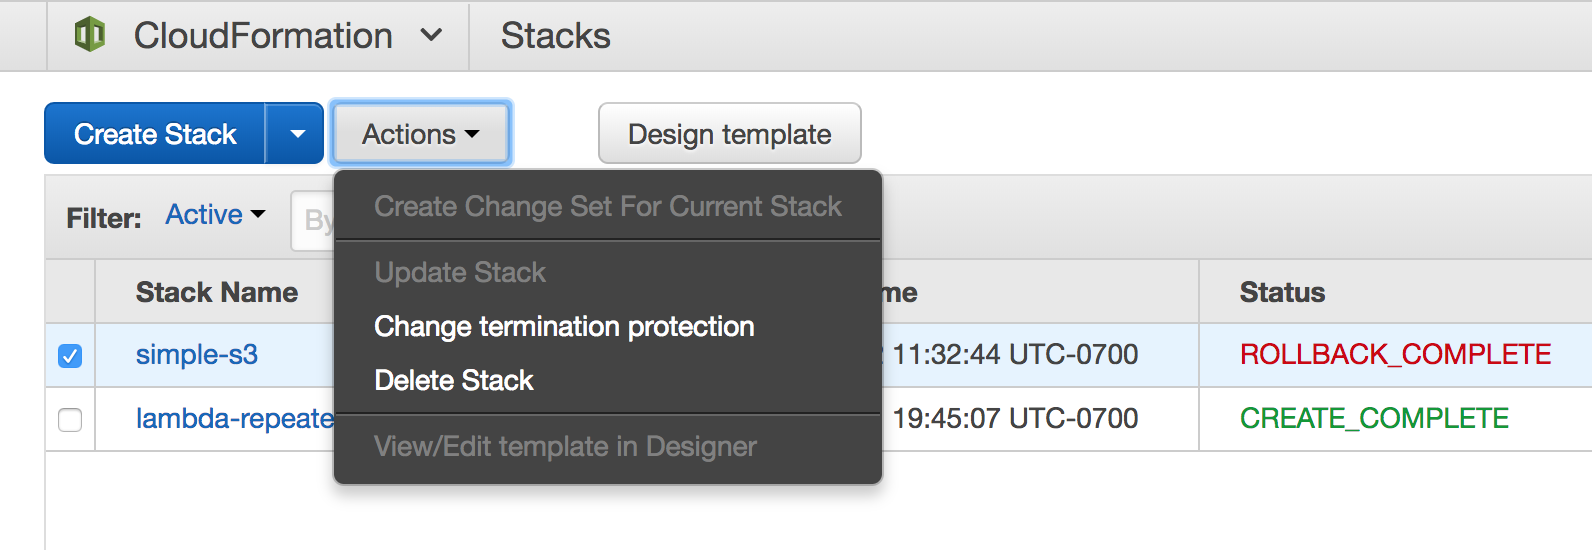 CloudFormation Stacks
Create Stack Actions Design template
Create Change Set For Current Stack
Filter: Active By
Update Stack
Stack Name me Status
Change termination protection
simple-s3 11:32:44 UTC-0700 ROLLBACK_COMPLETE
Delete Stack
lambda-repeate 19:45:07 UTC-0700 CREATE_COMPLETE
View/Edit template in Designer